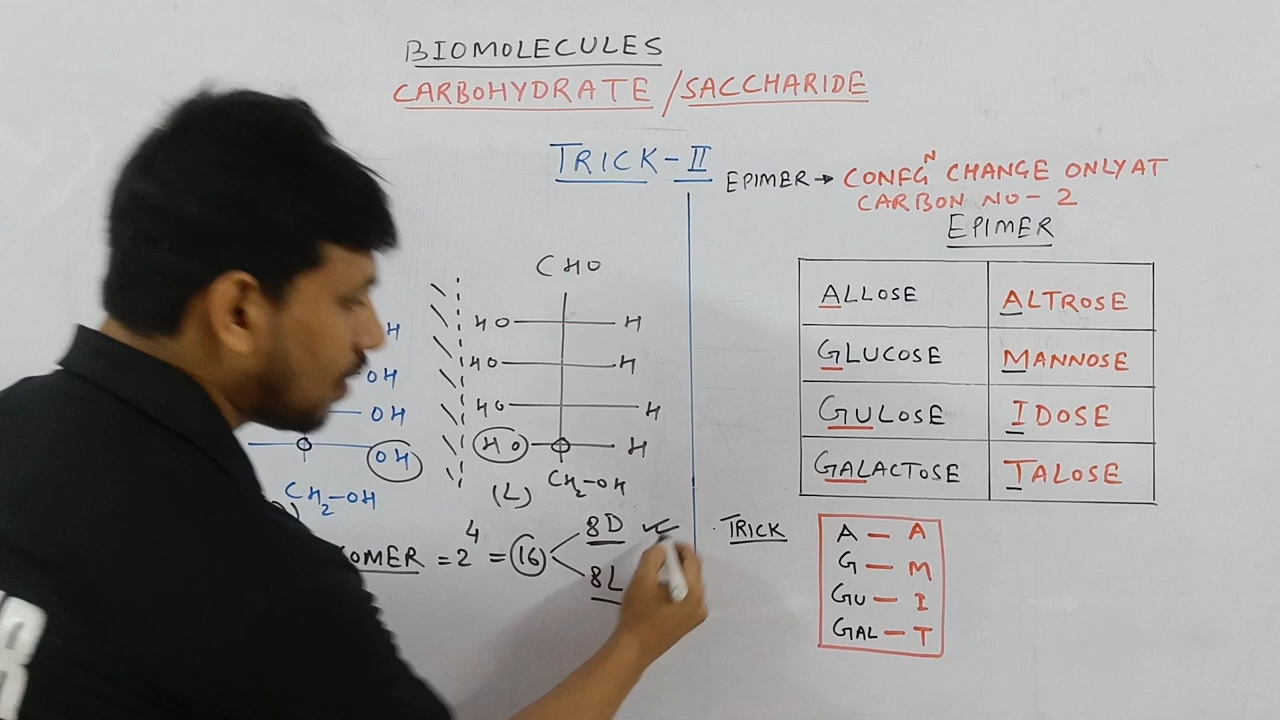 BIOMOLECULES
CARBOHYDRATE / SACCHARIDE
TRICK-II
EPIMER → CONFGᴺ CHANGE ONLY AT
CARBON NO-2
EPIMER
ALLOSE ALTROSE
GLUCOSE MANNOSE
GULOSE IDOSE
GALACTOSE TALOSE
TRICK
A — A
G — M
GU — I
GAL — T
H
OH
OH
OH
CH₂-OH
CHO
HO H
HO H
HO H
HO H
(L) CH₂-OH
OMER = 2⁴ = 16
8D ✓
8L